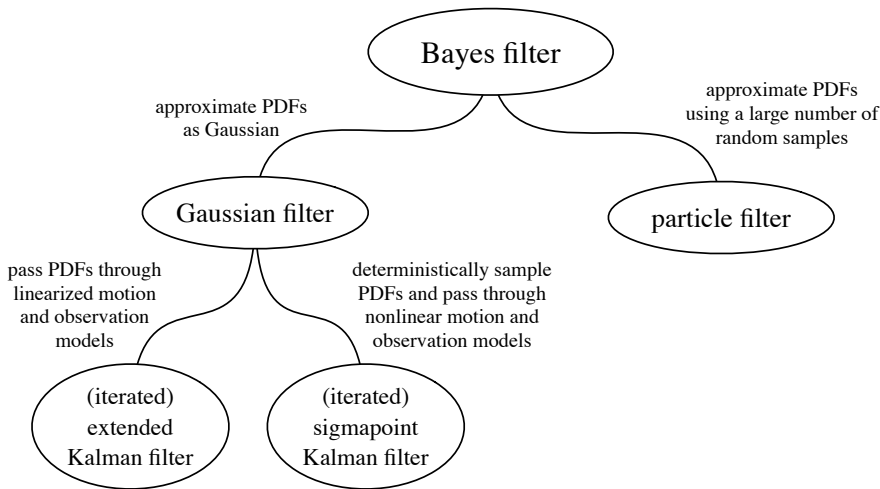 Bayes filter
approximate PDFs
as Gaussian
approximate PDFs
using a large number of
random samples
Gaussian filter
particle filter
pass PDFs through
linearized motion
and observation
models
deterministically sample
PDFs and pass through
nonlinear motion and
observation models
(iterated)
extended
Kalman filter
(iterated)
sigmapoint
Kalman filter